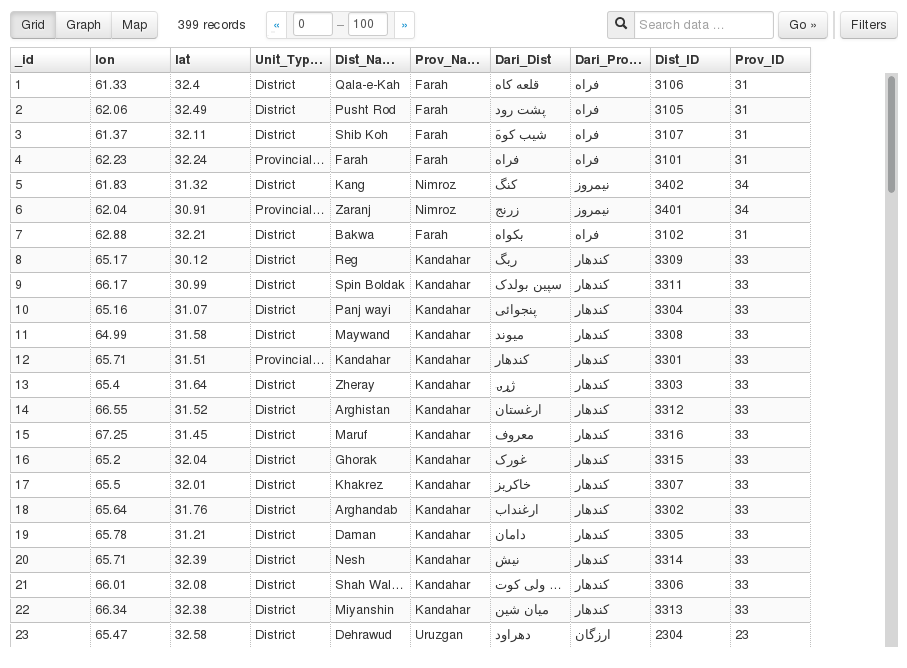 Grid Graph Map 399 records « 0 – 100 » Search data ... Go » Filters
_id lon lat Unit_Typ... Dist_Na... Prov_Na... Dari_Dist Dari_Pro... Dist_ID Prov_ID
1 61.33 32.4 District Qala-e-Kah Farah قلعه کاه فراه 3106 31
2 62.06 32.49 District Pusht Rod Farah پشت رود فراه 3105 31
3 61.37 32.11 District Shib Koh Farah شیب کوه فراه 3107 31
4 62.23 32.24 Provincial... Farah Farah فراه فراه 3101 31
5 61.83 31.32 District Kang Nimroz کنگ نیمروز 3402 34
6 62.04 30.91 Provincial... Zaranj Nimroz زرنج نیمروز 3401 34
7 62.88 32.21 District Bakwa Farah بکواه فراه 3102 31
8 65.17 30.12 District Reg Kandahar ریگ کندهار 3309 33
9 66.17 30.99 District Spin Boldak Kandahar سپین بولدک کندهار 3311 33
10 65.16 31.07 District Panj wayi Kandahar پنجوائی کندهار 3304 33
11 64.99 31.58 District Maywand Kandahar میوند کندهار 3308 33
12 65.71 31.51 Provincial... Kandahar Kandahar کندهار کندهار 3301 33
13 65.4 31.64 District Zheray Kandahar کندهار 3303 33
14 66.55 31.52 District Arghistan Kandahar ارغستان کندهار 3312 33
15 67.25 31.45 District Maruf Kandahar معروف کندهار 3316 33
16 65.2 32.04 District Ghorak Kandahar غورک کندهار 3315 33
17 65.5 32.01 District Khakrez Kandahar خاکریز کندهار 3307 33
18 65.64 31.76 District Arghandab Kandahar ارغنداب کندهار 3302 33
19 65.78 31.21 District Daman Kandahar دامان کندهار 3305 33
20 65.71 32.39 District Nesh Kandahar نیش کندهار 3314 33
21 66.01 32.08 District Shah Wal... Kandahar ... ولی کوت کندهار 3306 33
22 66.34 32.38 District Miyanshin Kandahar میان شین کندهار 3313 33
23 65.47 32.58 District Dehrawud Uruzgan دهراود ارزگان 2304 23